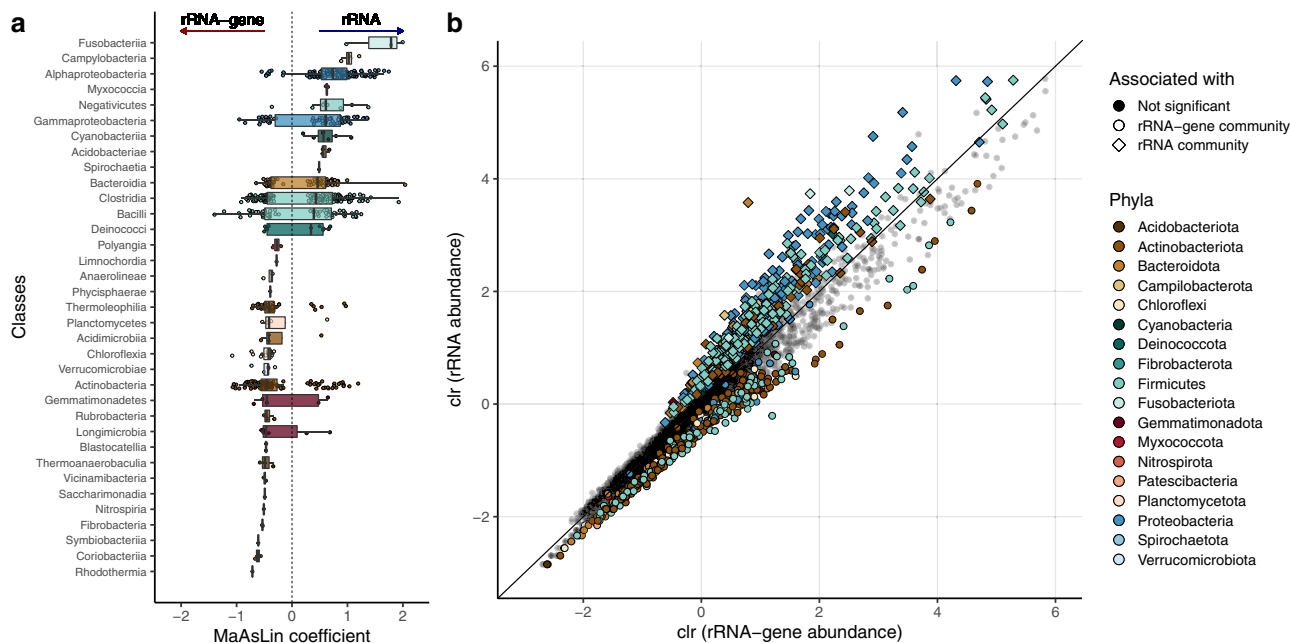 a
rRNA−gene
rRNA
Classes
Fusobacteriia
Campylobacteria
Alphaproteobacteria
Myxococcia
Negativicutes
Gammaproteobacteria
Cyanobacteriia
Acidobacteriae
Spirochaetia
Bacteroidia
Clostridia
Bacilli
Deinococci
Polyangia
Limnochordia
Anaerolineae
Phycisphaerae
Thermoleophilia
Planctomycetes
Acidimicrobiia
Chloroflexia
Verrucomicrobiae
Actinobacteria
Gemmatimonadetes
Rubrobacteria
Longimicrobia
Blastocatellia
Thermoanaerobaculia
Vicinamibacteria
Saccharimonadia
Nitrospiria
Fibrobacteria
Symbiobacteriia
Coriobacteriia
Rhodothermia
−2 −1 0 1 2
MaAsLin coefficient
b
clr (rRNA abundance)
6
4
2
0
−2
−2 0 2 4 6
clr (rRNA−gene abundance)
Associated with
Not significant
rRNA−gene community
rRNA community
Phyla
Acidobacteriota
Actinobacteriota
Bacteroidota
Campilobacterota
Chloroflexi
Cyanobacteria
Deinococcota
Fibrobacterota
Firmicutes
Fusobacteriota
Gemmatimonadota
Myxococcota
Nitrospirota
Patescibacteria
Planctomycetota
Proteobacteria
Spirochaetota
Verrucomicrobiota